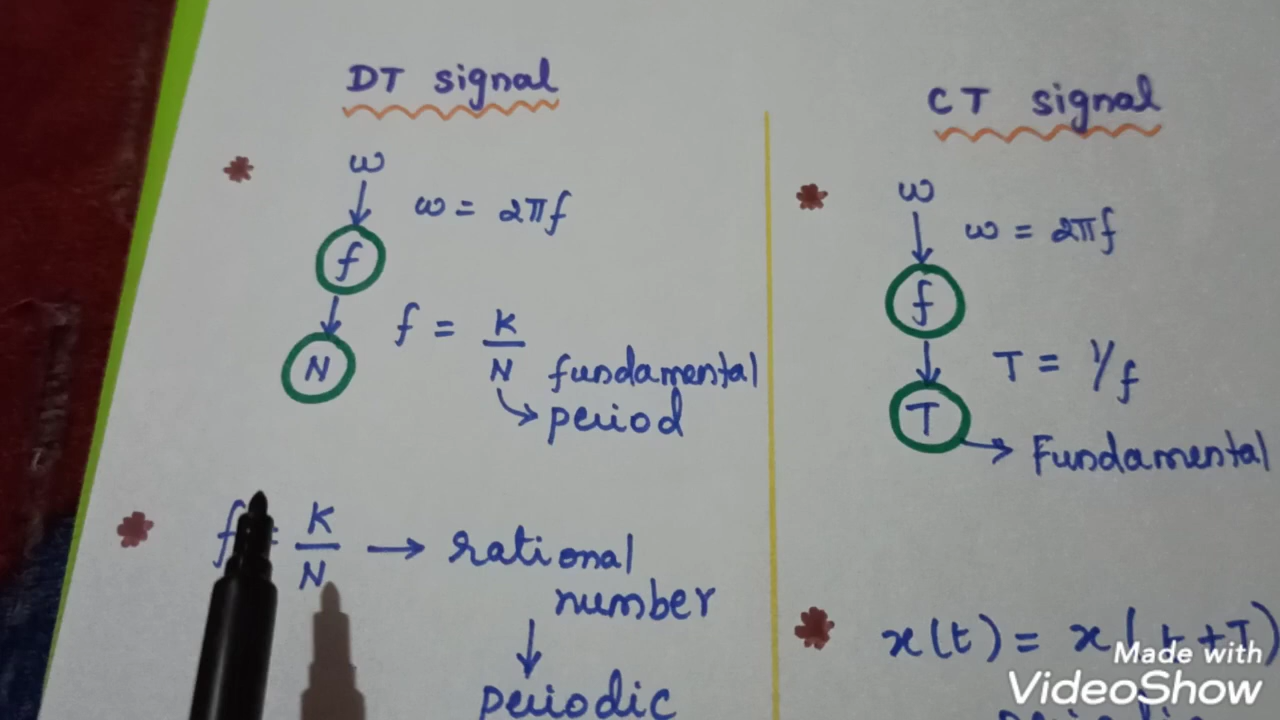 DT signal
* ω
ω = 2πf
f
f = K/N
N
fundamental
period
* f = K/N → rational
number
periodic
CT signal
* ω
ω = 2πf
f
T = 1/f
T
Fundamental
* x(t) = x(t+T)
Made with
VideoShow